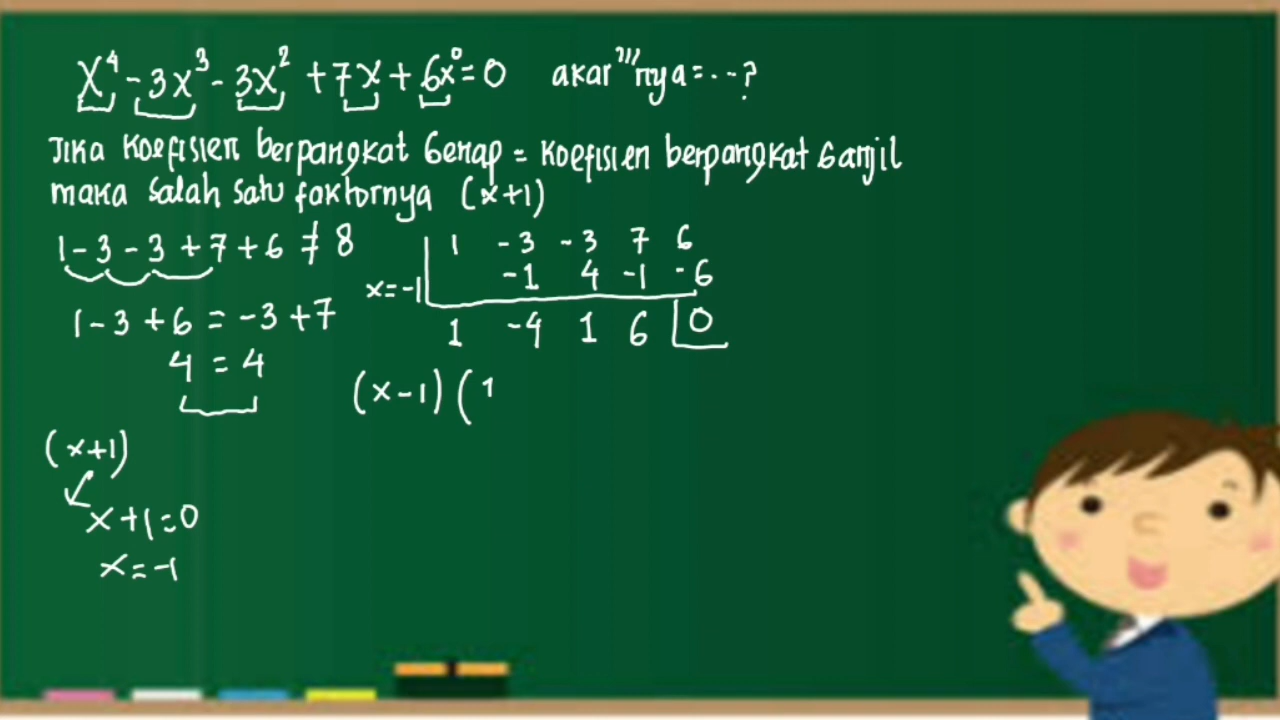 x⁴ - 3x³ - 3x² + 7x + 6x⁰ = 0 akar"'nya = . - - ?
Jika Koefisien berpangkat Genap = Koefisien berpangkat Ganjil
maka salah satu faktornya (x+1)
1 - 3 - 3 + 7 + 6 ≠ 8
1 - 3 + 6 = -3 + 7
4 = 4
(x+1)
x+1=0
x=-1
1 -3 -3 7 6
x=-1 -1 4 -1 -6
1 -4 1 6 0
(x-1) (1